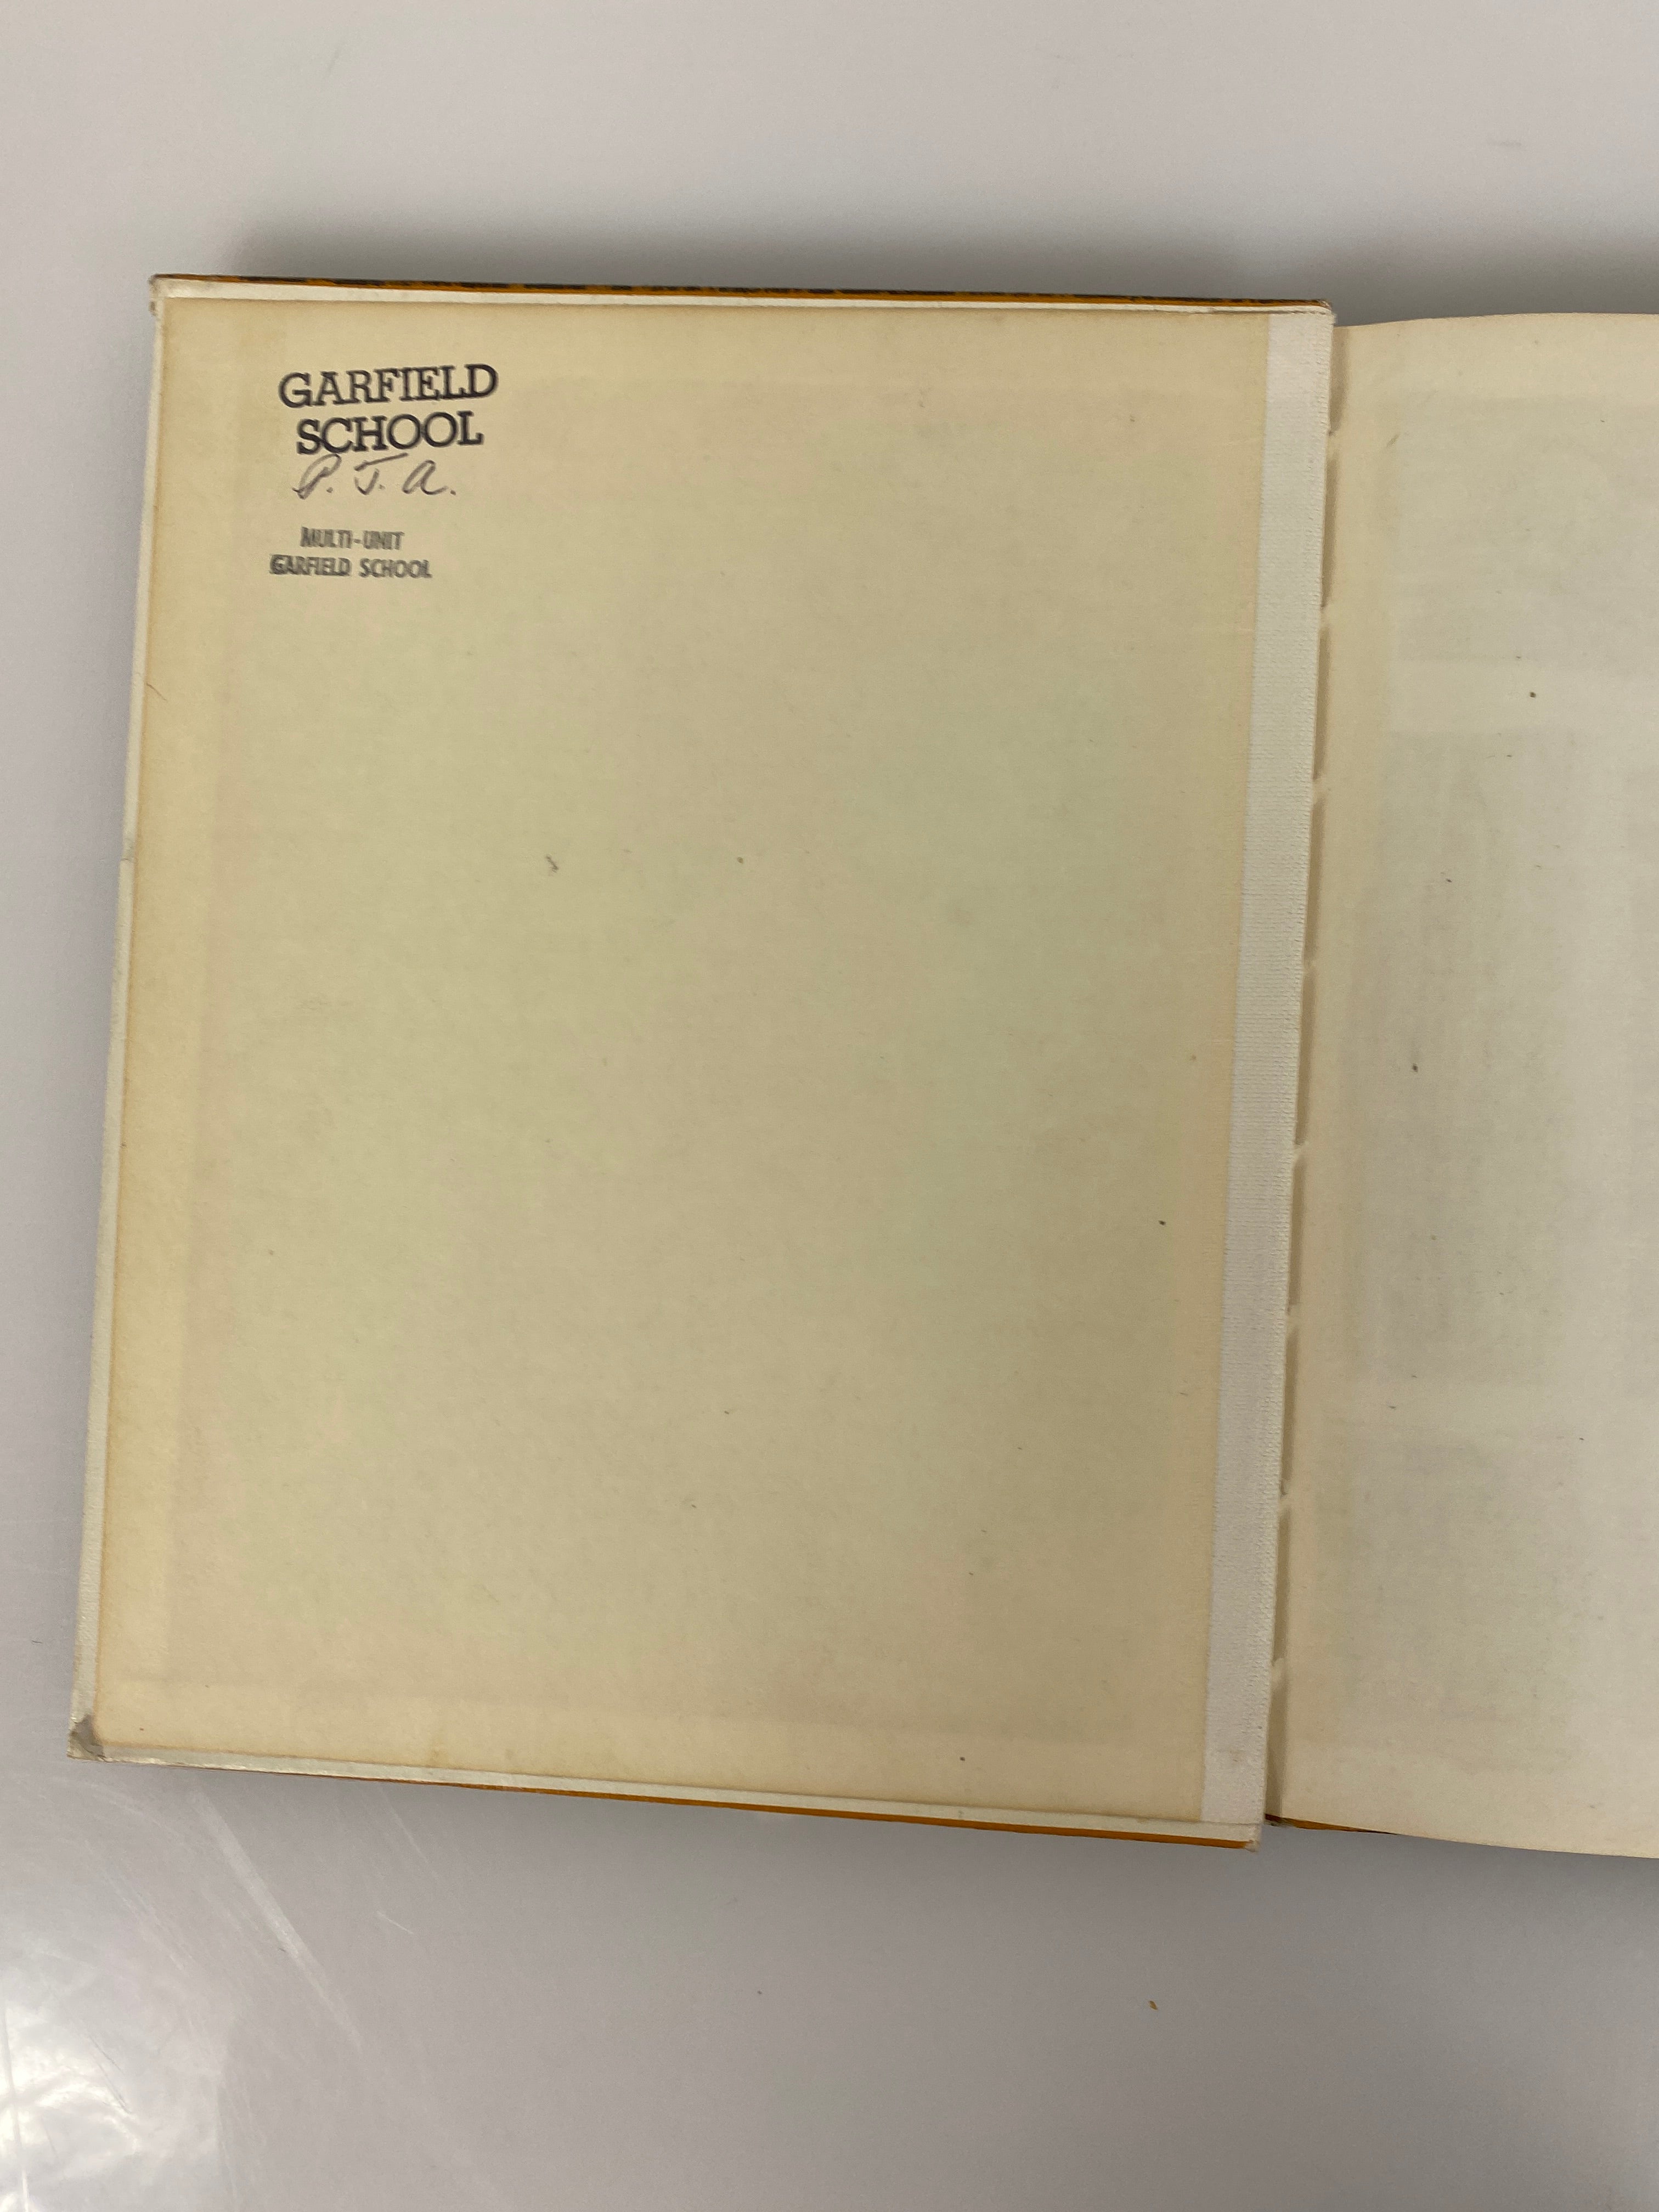 GARFIELD
SCHOOL
P. T. A.
MULTI-UNIT
GARFIELD SCHOOL